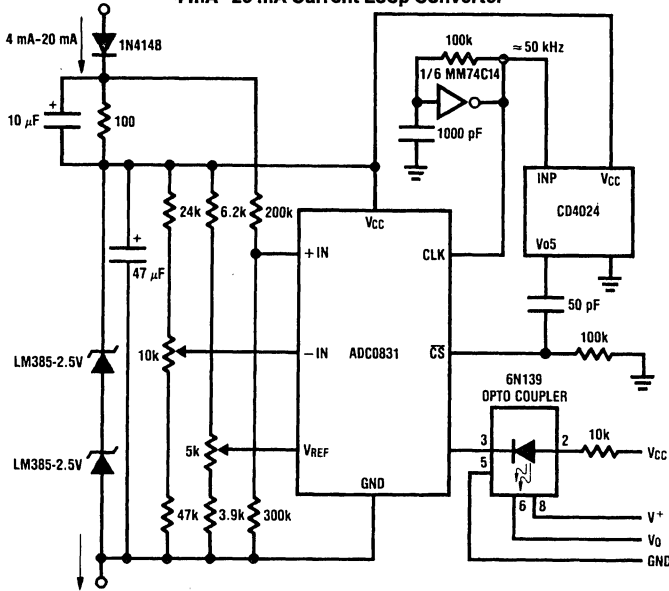 4 mA–20 mA Current Loop Converter
4 mA–20 mA
1N4148
100k
≈50 kHz
1/6 MM74C14
10 μF
+
100
1000 pF
INP
VCC
CD4024
Vo5
24k
6.2k
200k
VCC
+
47 μF
+IN
CLK
50 pF
LM385-2.5V
10k
−IN
ADC0831
CS
100k
6N139
OPTO COUPLER
LM385-2.5V
5k
VREF
3
2
10k
VCC
5
GND
47k
3.9k
300k
6
8
V+
VO
GND